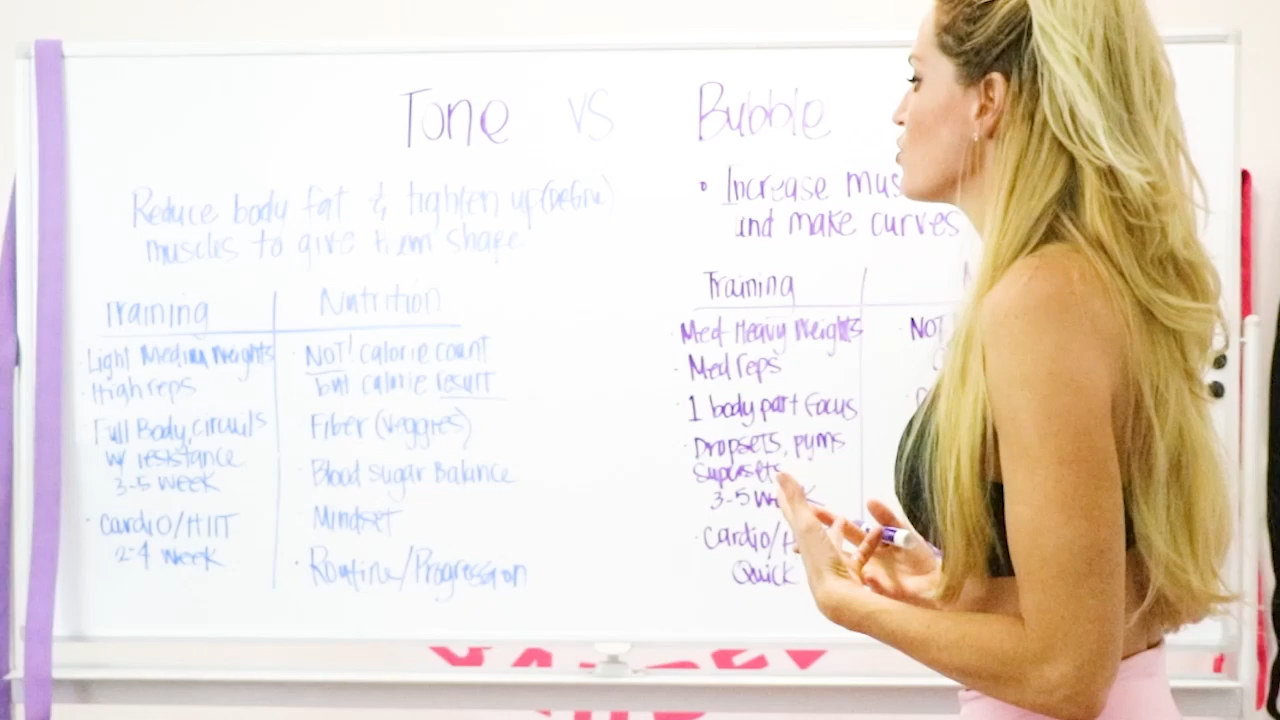 Tone vs Bubble
Reduce body fat & tighten up (Define)
muscles to give them shape
Training
Nutrition
Light Medium Weights
High reps
Full Body, circuits
w/ resistance
3-5 week
Cardio/HIIT
2-4 week
NOT! calorie count
but calorie result
Fiber (Veggies)
Blood sugar Balance
Mindset
Routine/Progression
Increase mus
and make curves
Training
Med Heavy Weights
Med reps
1 body part Focus
Dropsets, pyms
Supersets
3-5 week
Cardio/H
Quick
NOT